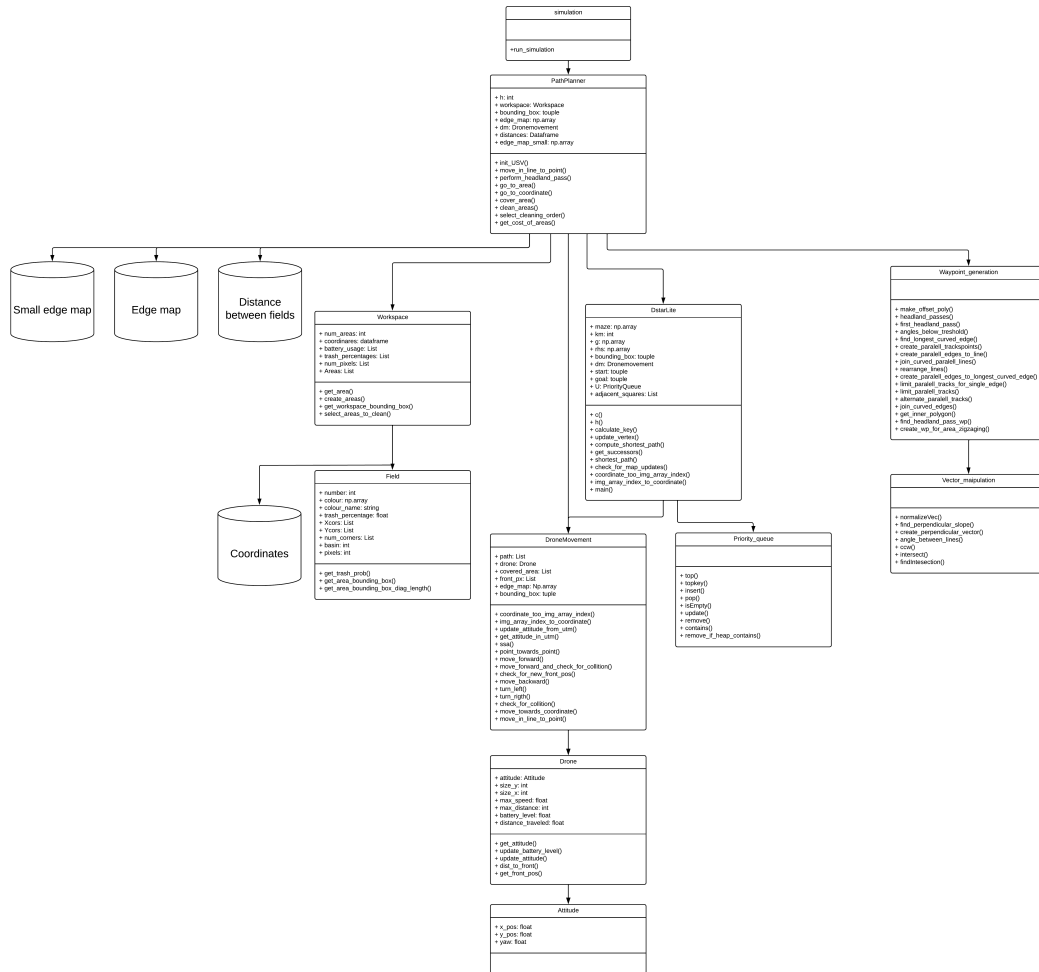 simulation
+run_simulation
PathPlanner
+ h: int
+ workspace: Workspace
+ bounding_box: touple
+ edge_map: np.array
+ dm: Dronemovement
+ distances: Dataframe
+ edge_map_small: np.array
+ init_USV()
+ move_in_line_to_point()
+ perform_headland_pass()
+ go_to_area()
+ go_to_coordinate()
+ cover_area()
+ clean_areas()
+ select_cleaning_order()
+ get_cost_of_areas()
Small edge map
Edge map
Distance
between fields
Workspace
+ num_areas: int
+ coordinares: dataframe
+ battery_usage: List
+ trash_percentages: List
+ num_pixels: List
+ Areas: List
+ get_area()
+ create_areas()
+ get_workspace_bounding_box()
+ select_areas_to_clean()
DstarLite
+ maze: np.array
+ km: int
+ g: np.array
+ rhs: np.array
+ bounding_box: touple
+ dm: Dronemovement
+ start: touple
+ goal: touple
+ U: PriorityQueue
+ adjacent_squares: List
+ c()
+ h()
+ calculate_key()
+ update_vertex()
+ compute_shortest_path()
+ get_successors()
+ shortest_path()
+ check_for_map_updates()
+ coordinate_too_img_array_index()
+ img_array_index_to_coordinate()
+ main()
Waypoint_generation
+ make_offset_poly()
+ headland_passes()
+ first_headland_pass()
+ angles_below_treshold()
+ find_longest_curved_edge()
+ create_paralell_trackspoints()
+ create_paralell_edges_to_line()
+ join_curved_paralell_lines()
+ rearrange_lines()
+ create_paralell_edges_to_longest_curved_edge()
+ limit_paralell_tracks_for_single_edge()
+ limit_paralell_tracks()
+ alternate_paralell_tracks()
+ join_curved_edges()
+ get_inner_polygon()
+ find_headland_pass_wp()
+ create_wp_for_area_zigzaging()
Coordinates
Field
+ number: int
+ colour: np.array
+ colour_name: string
+ trash_percentage: float
+ Xcors: List
+ Ycors: List
+ num_corners: List
+ basin: int
+ pixels: int
+ get_trash_prob()
+ get_area_bounding_box()
+ get_area_bounding_box_diag_length()
Vector_maipulation
+ normalizeVec()
+ find_perpendicular_slope()
+ create_perpendicular_vector()
+ angle_between_lines()
+ ccw()
+ intersect()
+ findIntesection()
DroneMovement
+ path: List
+ drone: Drone
+ covered_area: List
+ front_px: List
+ edge_map: Np.array
+ bounding_box: tuple
+ coordinate_too_img_array_index()
+ img_array_index_to_coordinate()
+ update_attitude_from_utm()
+ get_attitude_in_utm()
+ ssa()
+ point_towards_point()
+ move_forward()
+ move_forward_and_check_for_collition()
+ check_for_new_front_pos()
+ move_backward()
+ turn_left()
+ turn_rigth()
+ check_for_collition()
+ move_towards_coordinate()
+ move_in_line_to_point()
Priority_queue
+ top()
+ topkey()
+ insert()
+ pop()
+ isEmpty()
+ update()
+ remove()
+ contains()
+ remove_if_heap_contains()
Drone
+ attitude: Attitude
+ size_y: int
+ size_x: int
+ max_speed: float
+ max_distance: int
+ battery_level: float
+ distance_traveled: float
+ get_attitude()
+ update_battery_level()
+ update_attitude()
+ dist_to_front()
+ get_front_pos()
Attitude
+ x_pos: float
+ y_pos: float
+ yaw: float